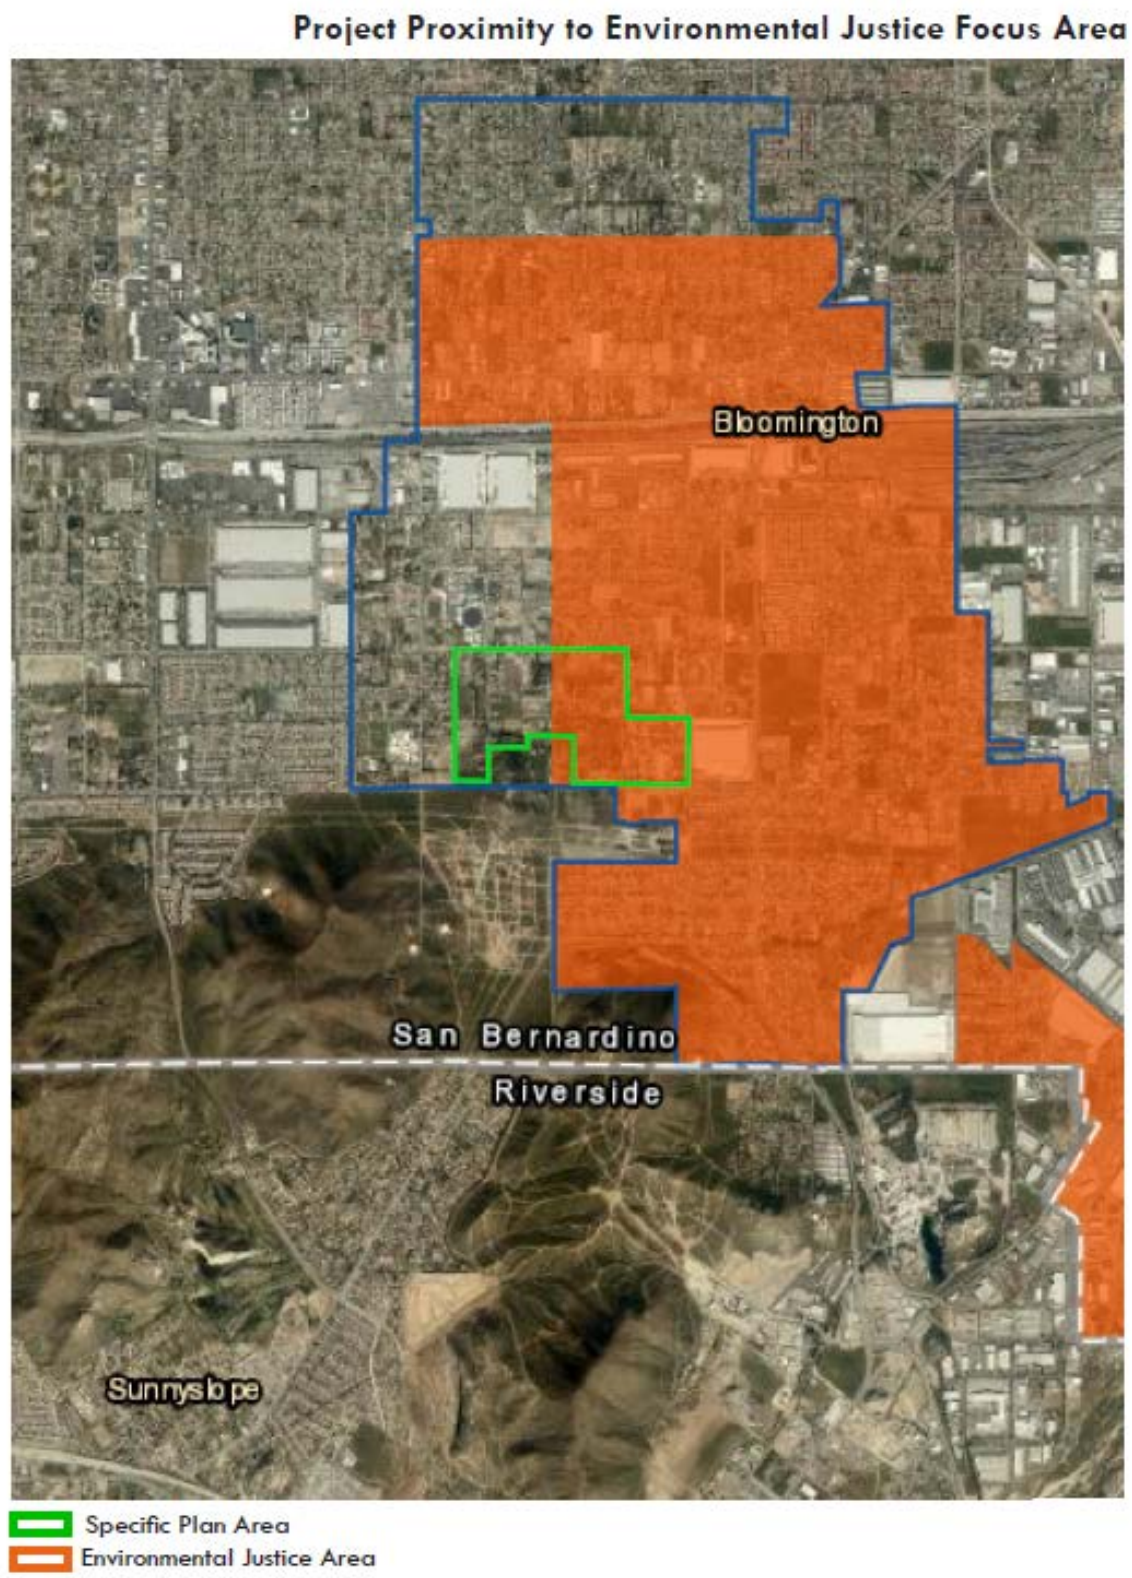 Project Proximity to Environmental Justice Focus Area
Bloomington
San Bernardino
Riverside
Sunnyslope
Specific Plan Area
Environmental Justice Area